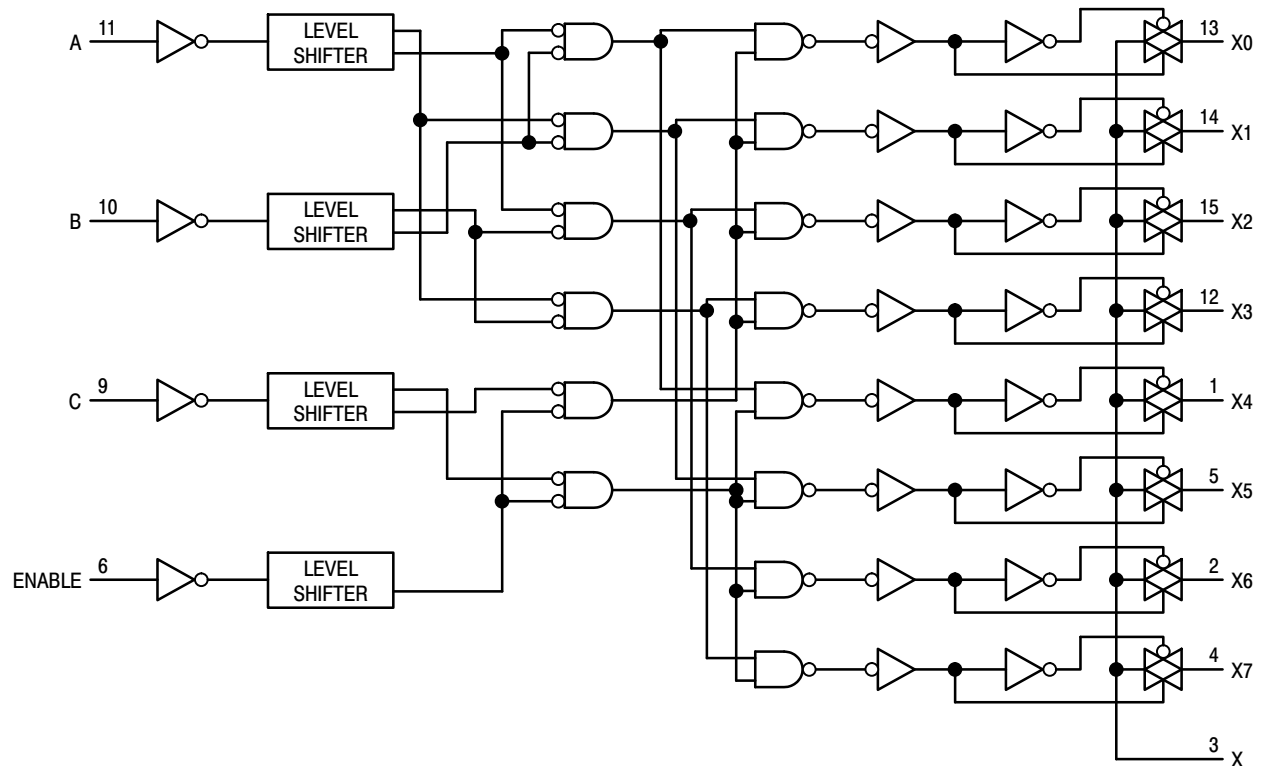 11
A
LEVEL
SHIFTER
13
X0
14
X1
10
B
LEVEL
SHIFTER
15
X2
12
X3
9
C
LEVEL
SHIFTER
1
X4
5
X5
6
ENABLE
LEVEL
SHIFTER
2
X6
4
X7
3
X